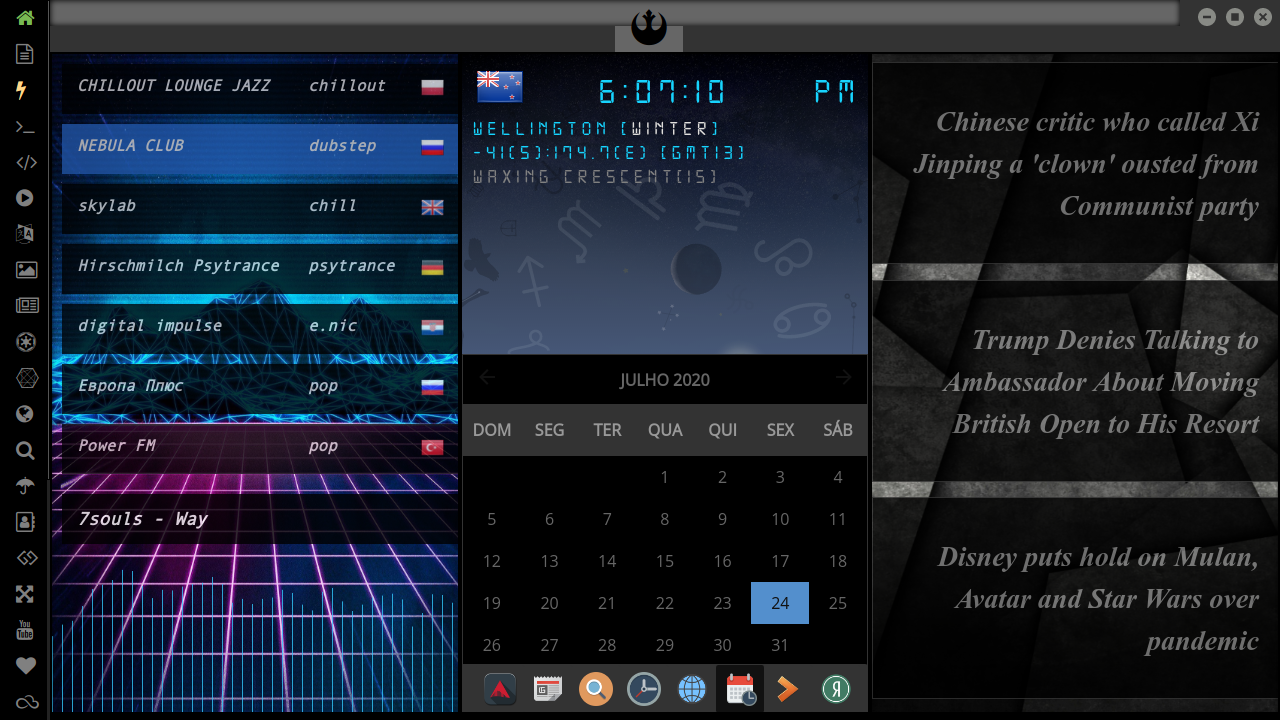 CHILLOUT LOUNGE JAZZ chillout
NEBULA CLUB dubstep
skylab chill
Hirschmilch Psytrance psytrance
digital impulse e.nic
Европа Плюс pop
Power FM pop
7souls - Way
6:07:10 PM
WELLINGTON [WINTER]
-41(S):174.7(E) [GMT13]
WAXING CRESCENT(15)
JULHO 2020
DOM SEG TER QUA QUI SEX SÁB
1 2 3 4
5 6 7 8 9 10 11
12 13 14 15 16 17 18
19 20 21 22 23 24 25
26 27 28 29 30 31
Chinese critic who called Xi
Jinping a 'clown' ousted from
Communist party
Trump Denies Talking to
Ambassador About Moving
British Open to His Resort
Disney puts hold on Mulan,
Avatar and Star Wars over
pandemic
You
Tube
Я